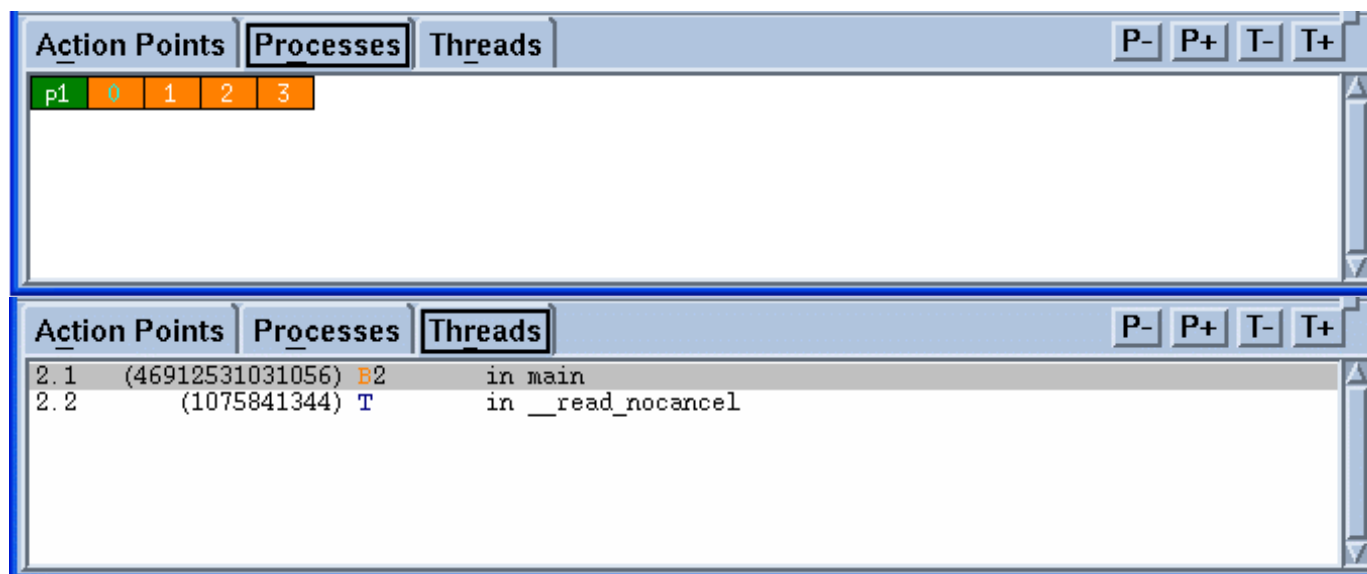 Action Points Processes Threads P- P+ T- T+
p1 0 1 2 3
Action Points Processes Threads P- P+ T- T+
2.1 (46912531031056) B2 in main
2.2 (1075841344) T in __read_nocancel